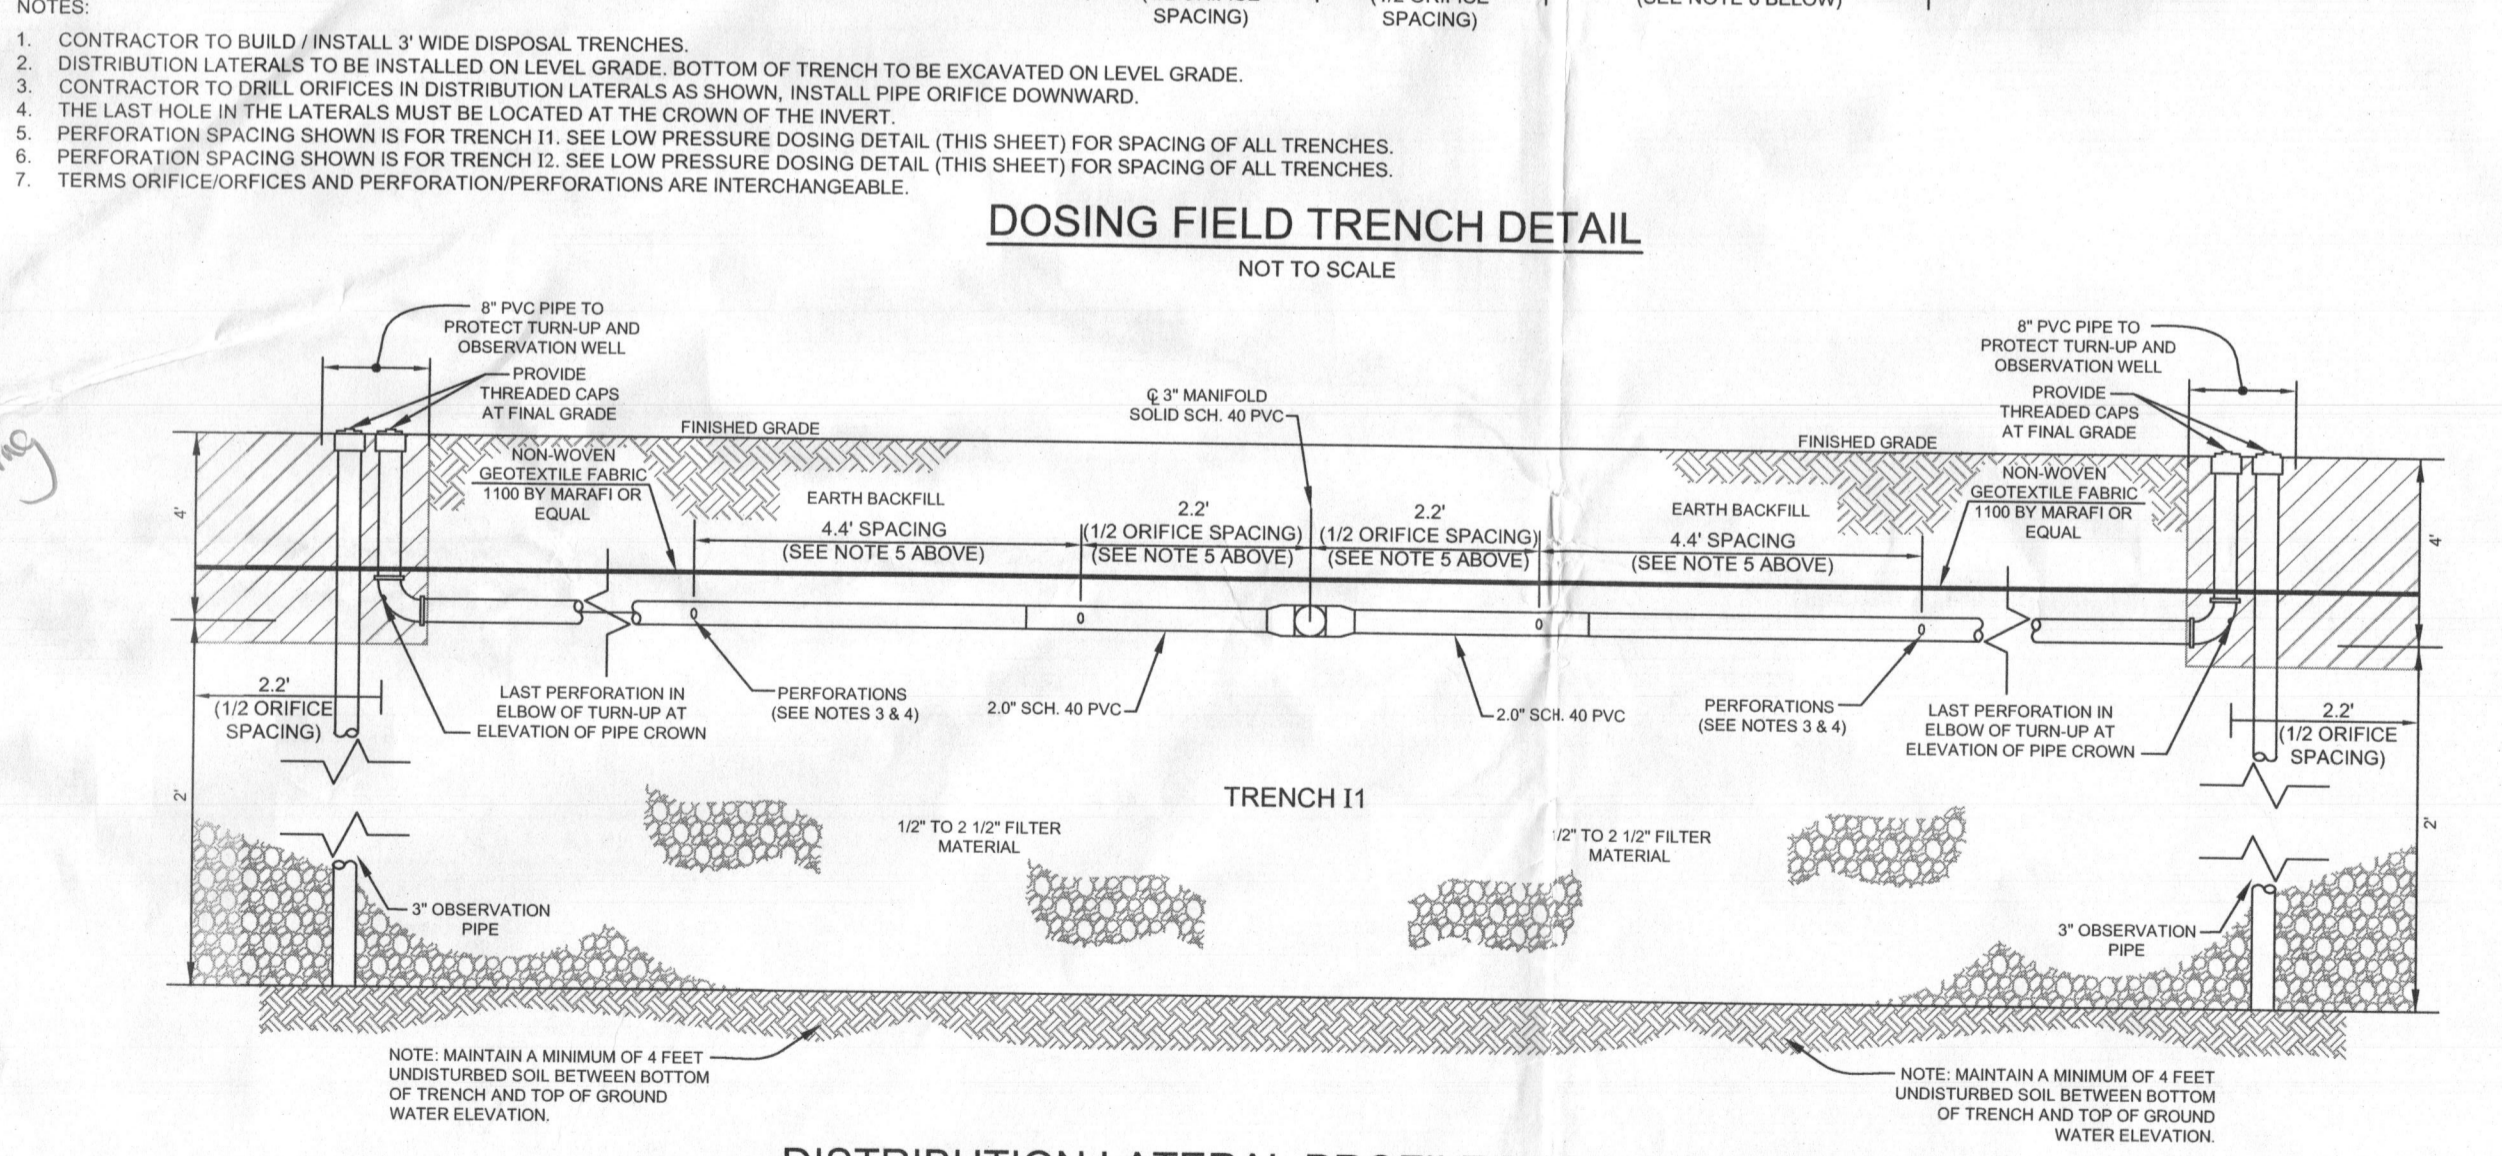 NOTES:
SPACING)
SPACING)
1. CONTRACTOR TO BUILD / INSTALL 3' WIDE DISPOSAL TRENCHES.
2. DISTRIBUTION LATERALS TO BE INSTALLED ON LEVEL GRADE. BOTTOM OF TRENCH TO BE EXCAVATED ON LEVEL GRADE.
3. CONTRACTOR TO DRILL ORIFICES IN DISTRIBUTION LATERALS AS SHOWN, INSTALL PIPE ORIFICE DOWNWARD.
4. THE LAST HOLE IN THE LATERALS MUST BE LOCATED AT THE CROWN OF THE INVERT.
5. PERFORATION SPACING SHOWN IS FOR TRENCH I1. SEE LOW PRESSURE DOSING DETAIL (THIS SHEET) FOR SPACING OF ALL TRENCHES.
6. PERFORATION SPACING SHOWN IS FOR TRENCH I2. SEE LOW PRESSURE DOSING DETAIL (THIS SHEET) FOR SPACING OF ALL TRENCHES.
7. TERMS ORIFICE/ORFICES AND PERFORATION/PERFORATIONS ARE INTERCHANGEABLE.
DOSING FIELD TRENCH DETAIL
NOT TO SCALE
8" PVC PIPE TO
PROTECT TURN-UP AND
OBSERVATION WELL
PROVIDE
THREADED CAPS
AT FINAL GRADE
℄ 3" MANIFOLD
SOLID SCH. 40 PVC
8" PVC PIPE TO
PROTECT TURN-UP AND
OBSERVATION WELL
PROVIDE
THREADED CAPS
AT FINAL GRADE
FINISHED GRADE
FINISHED GRADE
NON-WOVEN
GEOTEXTILE FABRIC
1100 BY MARAFI OR
EQUAL
EARTH BACKFILL
4.4' SPACING
(SEE NOTE 5 ABOVE)
2.2'
(1/2 ORIFICE SPACING)
(SEE NOTE 5 ABOVE)
2.2'
(1/2 ORIFICE SPACING)
(SEE NOTE 5 ABOVE)
EARTH BACKFILL
4.4' SPACING
(SEE NOTE 5 ABOVE)
NON-WOVEN
GEOTEXTILE FABRIC
1100 BY MARAFI OR
EQUAL
4'
4'
2.2'
(1/2 ORIFICE
SPACING)
LAST PERFORATION IN
ELBOW OF TURN-UP AT
ELEVATION OF PIPE CROWN
PERFORATIONS
(SEE NOTES 3 & 4)
2.0" SCH. 40 PVC
2.0" SCH. 40 PVC
PERFORATIONS
(SEE NOTES 3 & 4)
LAST PERFORATION IN
ELBOW OF TURN-UP AT
ELEVATION OF PIPE CROWN
2.2'
(1/2 ORIFICE
SPACING)
2'
2'
TRENCH I1
1/2" TO 2 1/2" FILTER
MATERIAL
/2" TO 2 1/2" FILTER
MATERIAL
3" OBSERVATION
PIPE
3" OBSERVATION
PIPE
NOTE: MAINTAIN A MINIMUM OF 4 FEET
UNDISTURBED SOIL BETWEEN BOTTOM
OF TRENCH AND TOP OF GROUND
WATER ELEVATION.
NOTE: MAINTAIN A MINIMUM OF 4 FEET
UNDISTURBED SOIL BETWEEN BOTTOM
OF TRENCH AND TOP OF GROUND
WATER ELEVATION.